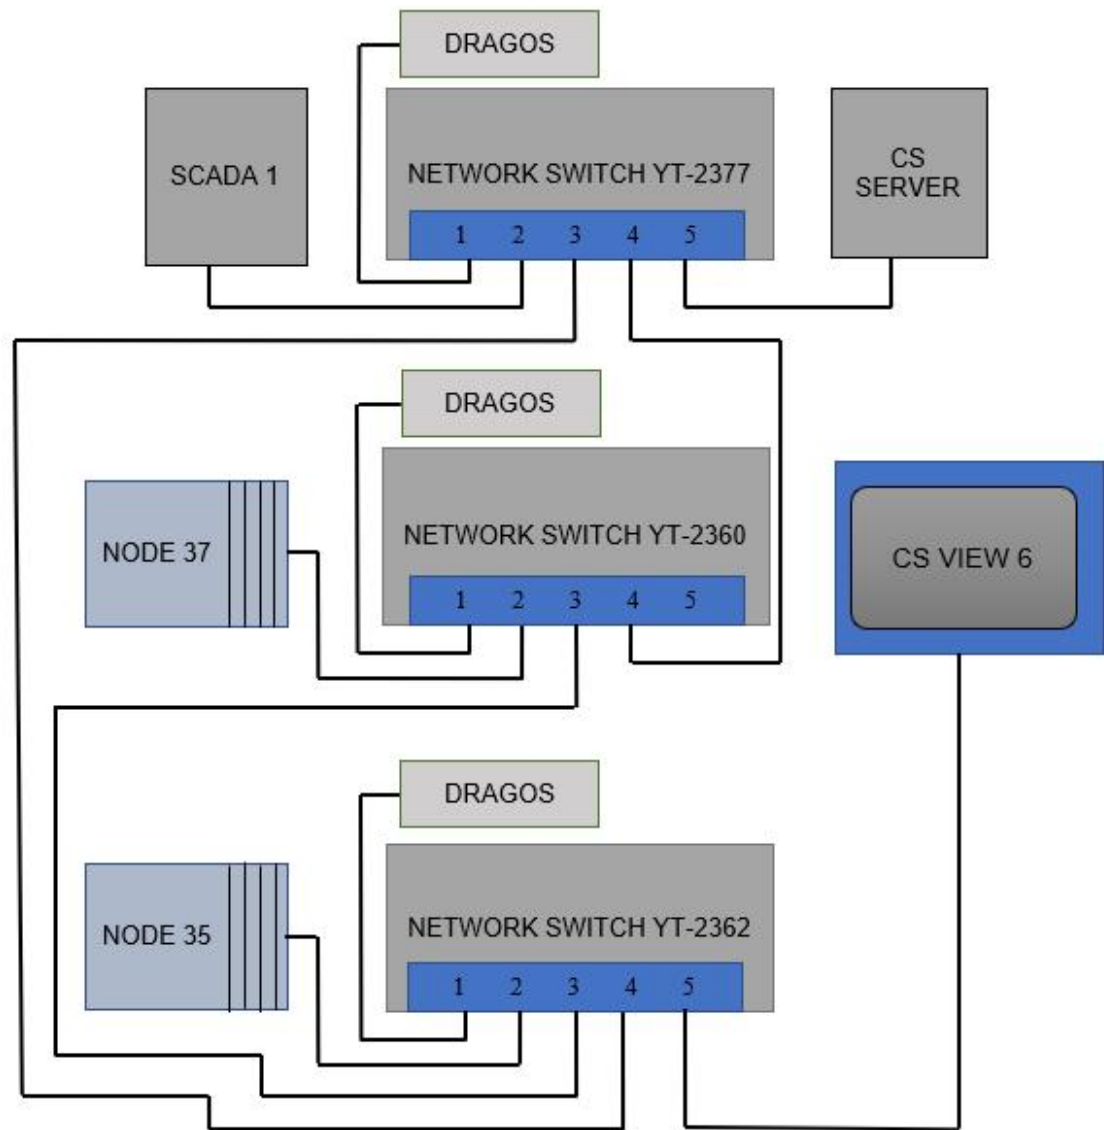 DRAGOS
SCADA 1
NETWORK SWITCH YT-2377
CS
SERVER
1 2 3 4 5
DRAGOS
NODE 37
NETWORK SWITCH YT-2360
CS VIEW 6
1 2 3 4 5
DRAGOS
NODE 35
NETWORK SWITCH YT-2362
1 2 3 4 5